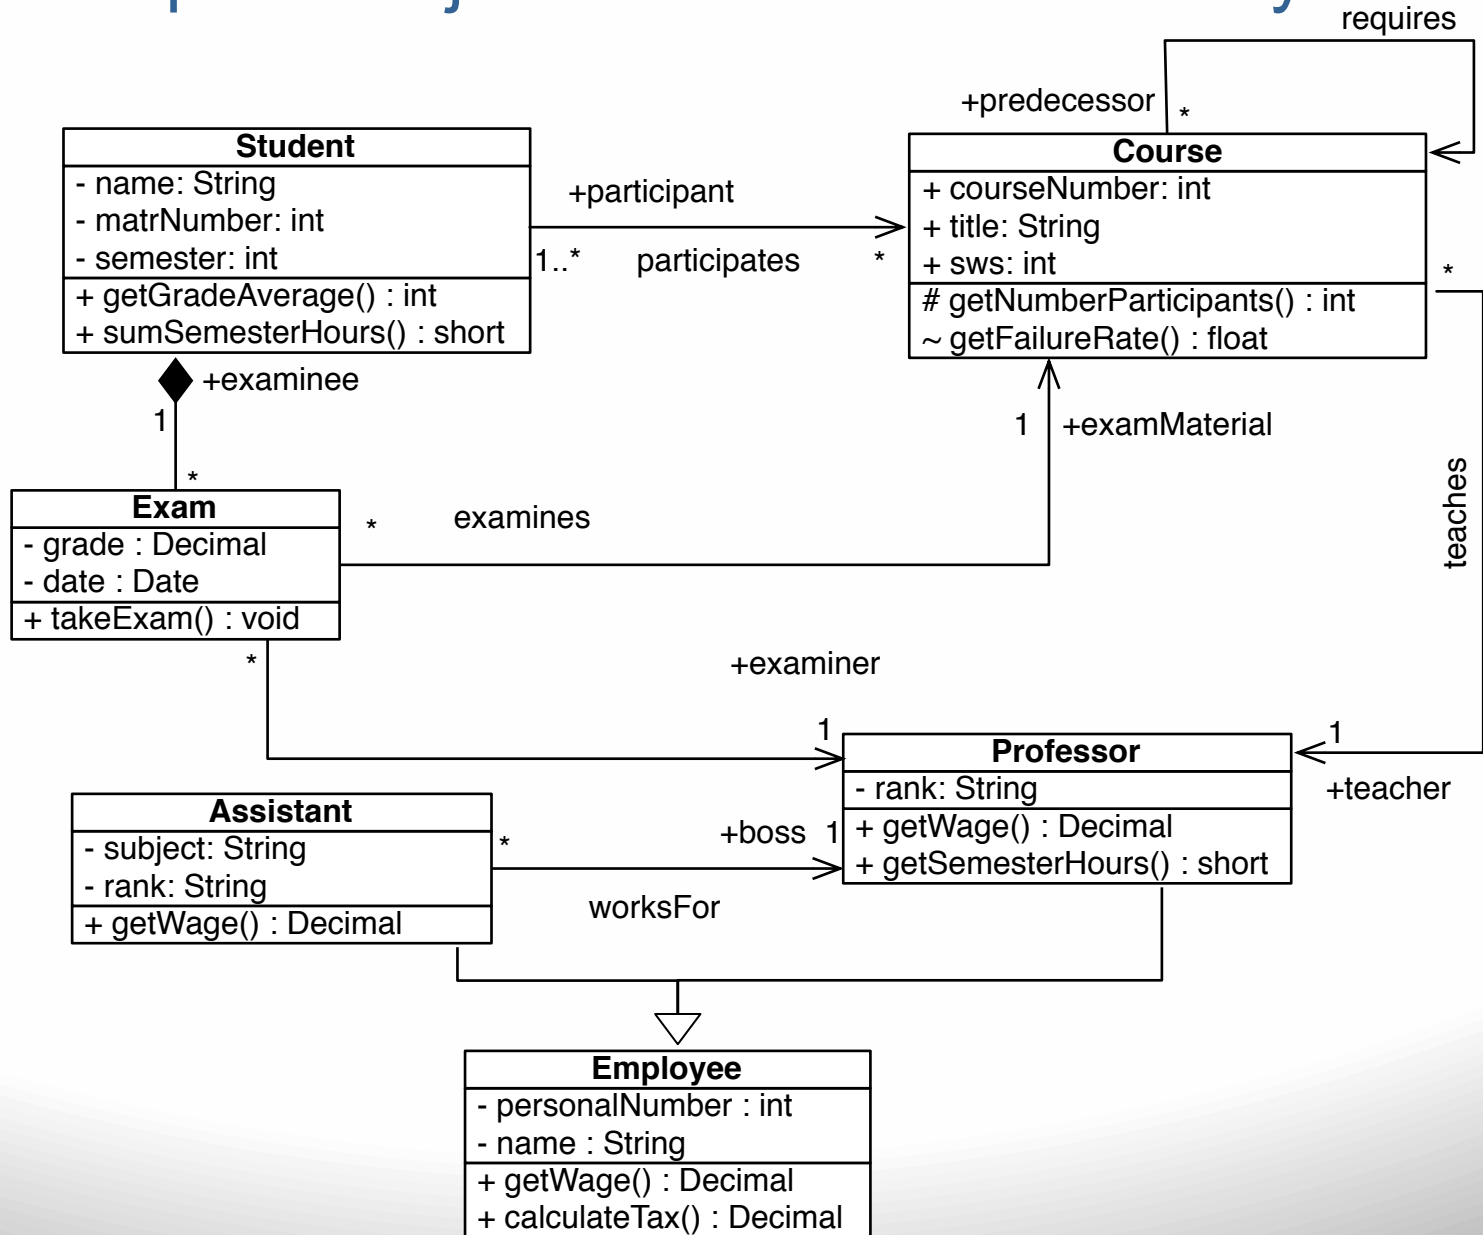 requires
+predecessor
*
Student
- name: String
- matrNumber: int
- semester: int
+ getGradeAverage() : int
+ sumSemesterHours() : short
+participant
1..*
participates
*
Course
+ courseNumber: int
+ title: String
+ sws: int
# getNumberParticipants() : int
~ getFailureRate() : float
*
teaches
+examinee
1
*
1
+examMaterial
Exam
- grade : Decimal
- date : Date
+ takeExam() : void
*
examines
*
+examiner
1
Professor
- rank: String
+ getWage() : Decimal
+ getSemesterHours() : short
1
+teacher
Assistant
- subject: String
- rank: String
+ getWage() : Decimal
*
+boss
1
worksFor
Employee
- personalNumber : int
- name : String
+ getWage() : Decimal
+ calculateTax() : Decimal